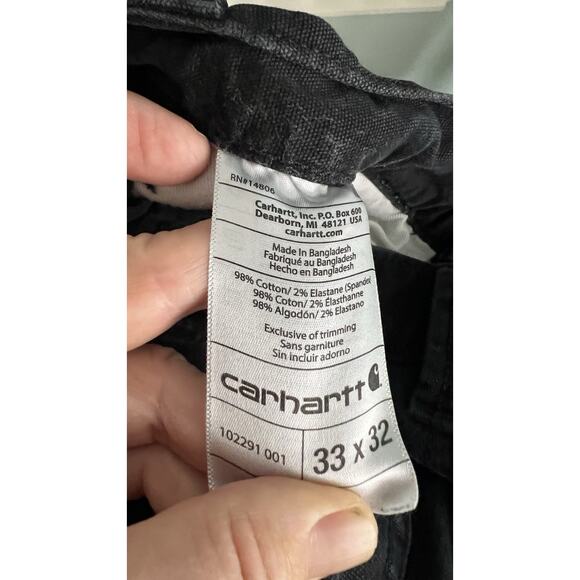 RN#14806
Carhartt, Inc. P.O. Box 600
Dearborn, MI 48121 USA
carhartt.com
Made In Bangladesh
Fabriqué au Bangladesh
Hecho en Bangladesh
98% Cotton/ 2% Elastane (Spandex)
98% Coton/ 2% Élasthanne
98% Algodón/ 2% Elastano
Exclusive of trimming
Sans garniture
Sin incluir adorno
carhartt
102291 001
33 x 32